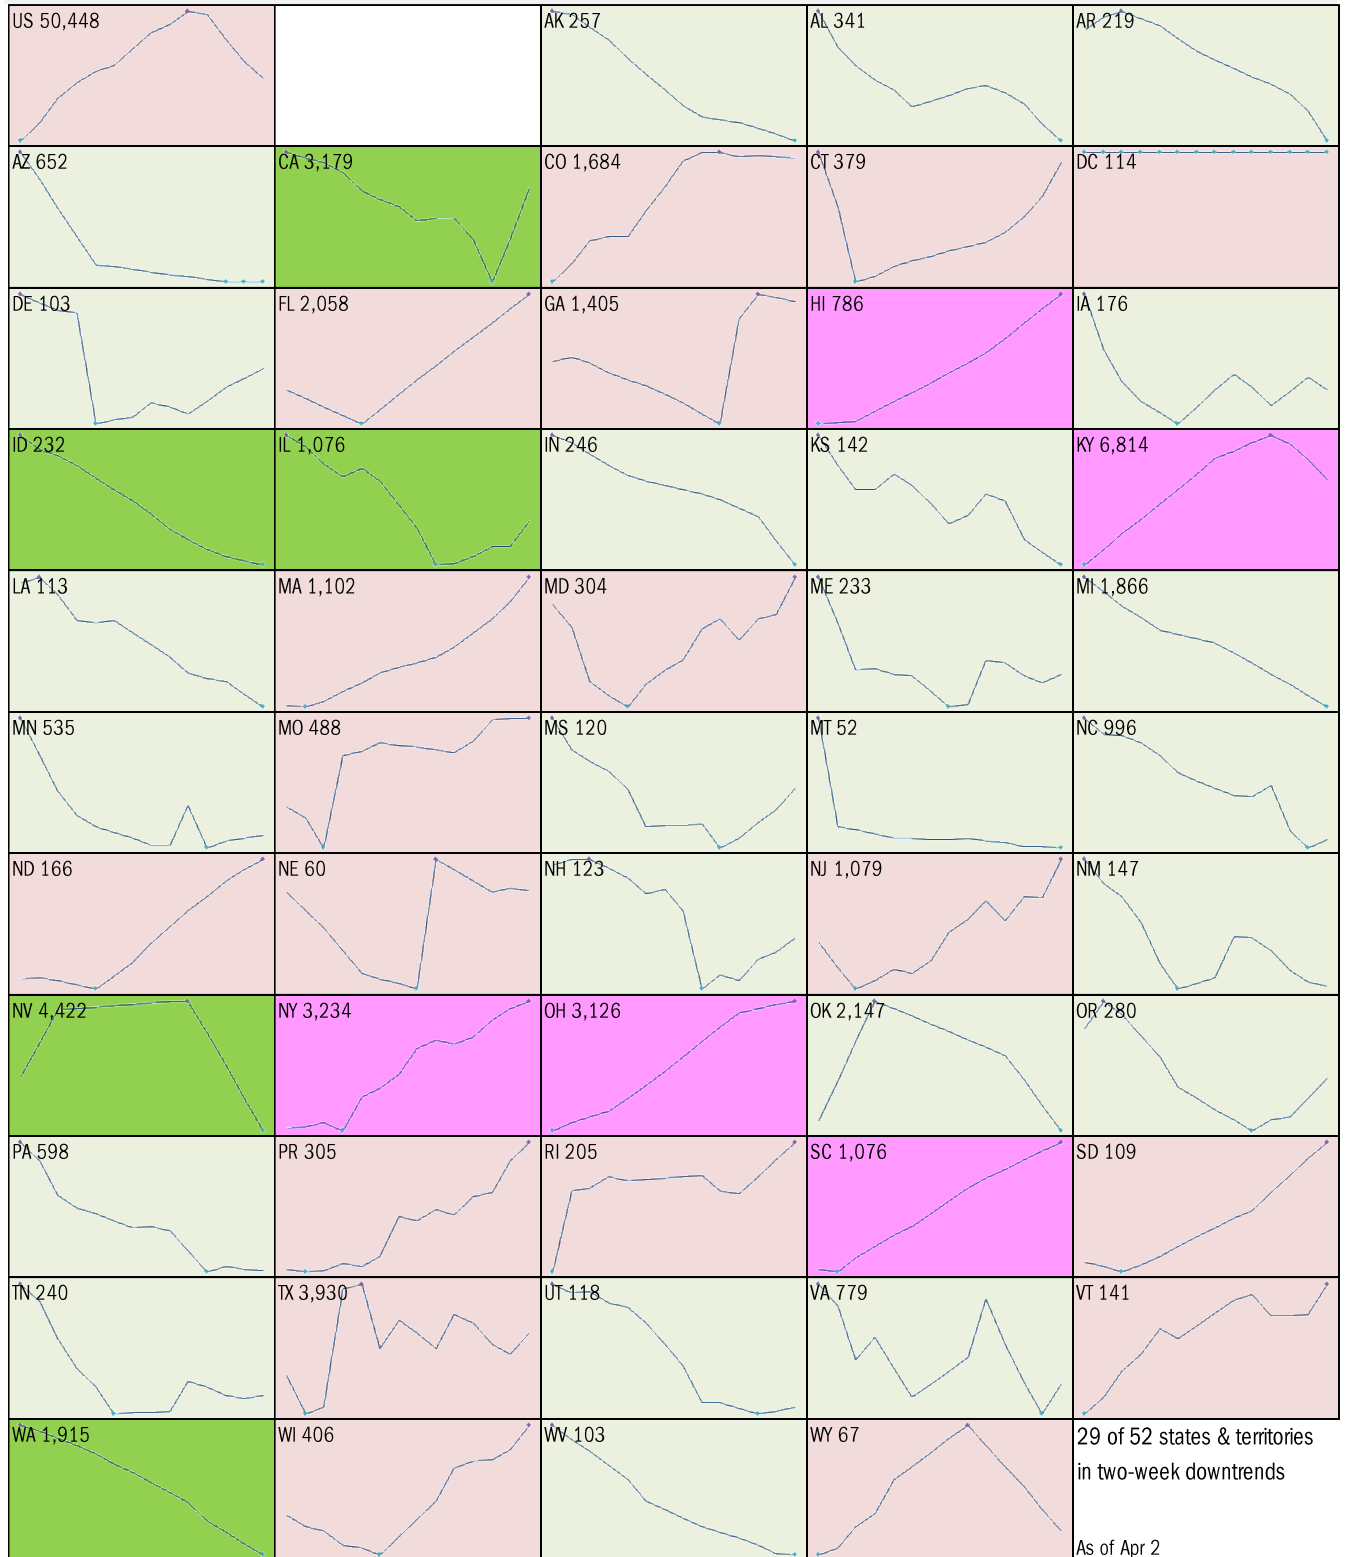 US 50,448
AK 257
AL 341
AR 219
AZ 652
CA 3,179
CO 1,684
CT 379
DC 114
DE 103
FL 2,058
GA 1,405
HI 786
IA 176
ID 232
IL 1,076
IN 246
KS 142
KY 6,814
LA 113
MA 1,102
MD 304
ME 233
MI 1,866
MN 535
MO 488
MS 120
MT 52
NC 996
ND 166
NE 60
NH 123
NJ 1,079
NM 147
NV 4,422
NY 3,234
OH 3,126
OK 2,147
OR 280
PA 598
PR 305
RI 205
SC 1,076
SD 109
TN 240
TX 3,930
UT 118
VA 779
VT 141
WA 1,915
WI 406
WV 103
WY 67
29 of 52 states & territories
in two-week downtrends
As of Apr 2